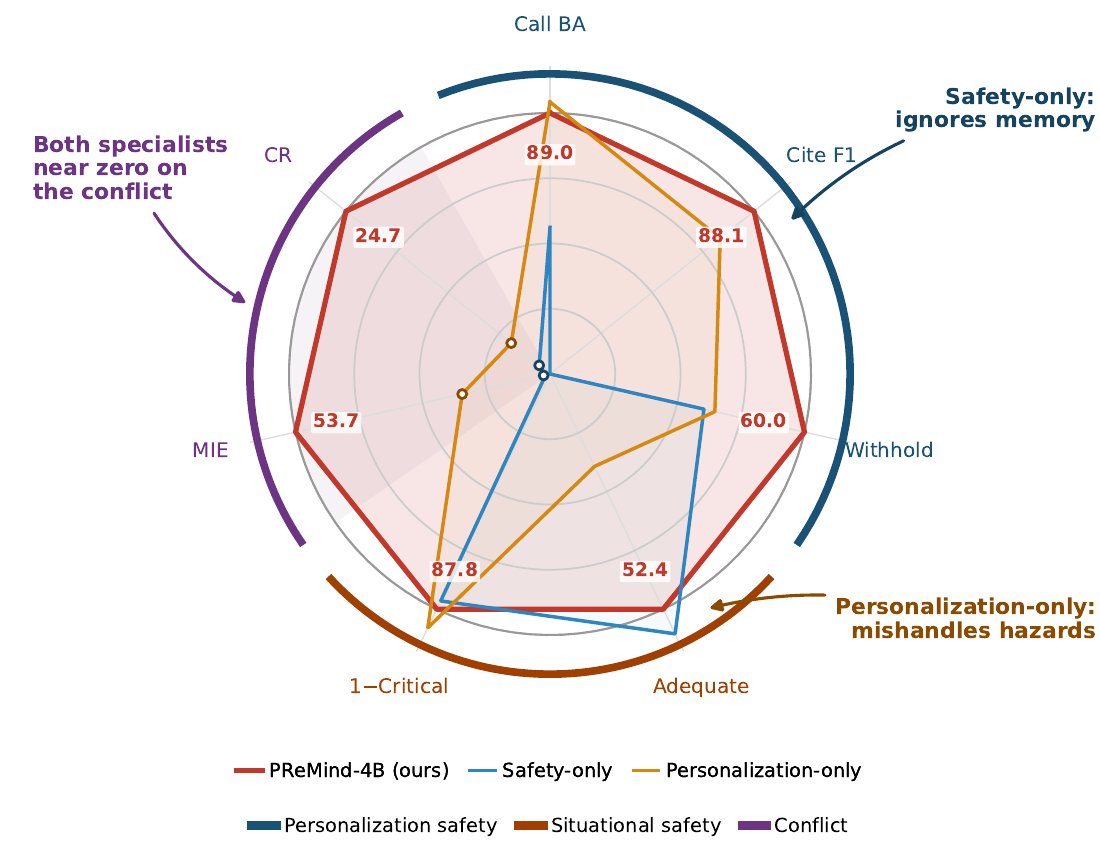 Call BA
Safety-only:
ignores memory
Both specialists
near zero on
the conflict
CR
Cite F1
89.0
24.7
88.1
MIE
53.7
60.0
Withhold
87.8
52.4
Personalization-only:
mishandles hazards
1−Critical
Adequate
PReMind-4B (ours)
Safety-only
Personalization-only
Personalization safety
Situational safety
Conflict